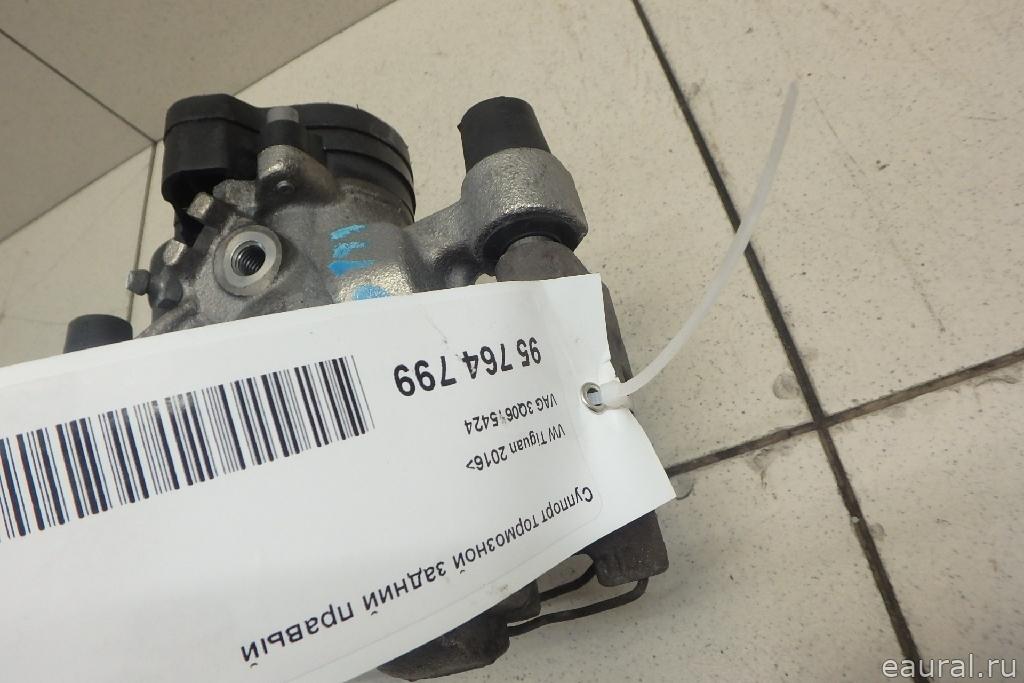 95 764 799
VAG 3Q0615424
VW Tiguan 2016>
Суппорт тормозной задний правый
eaural.ru